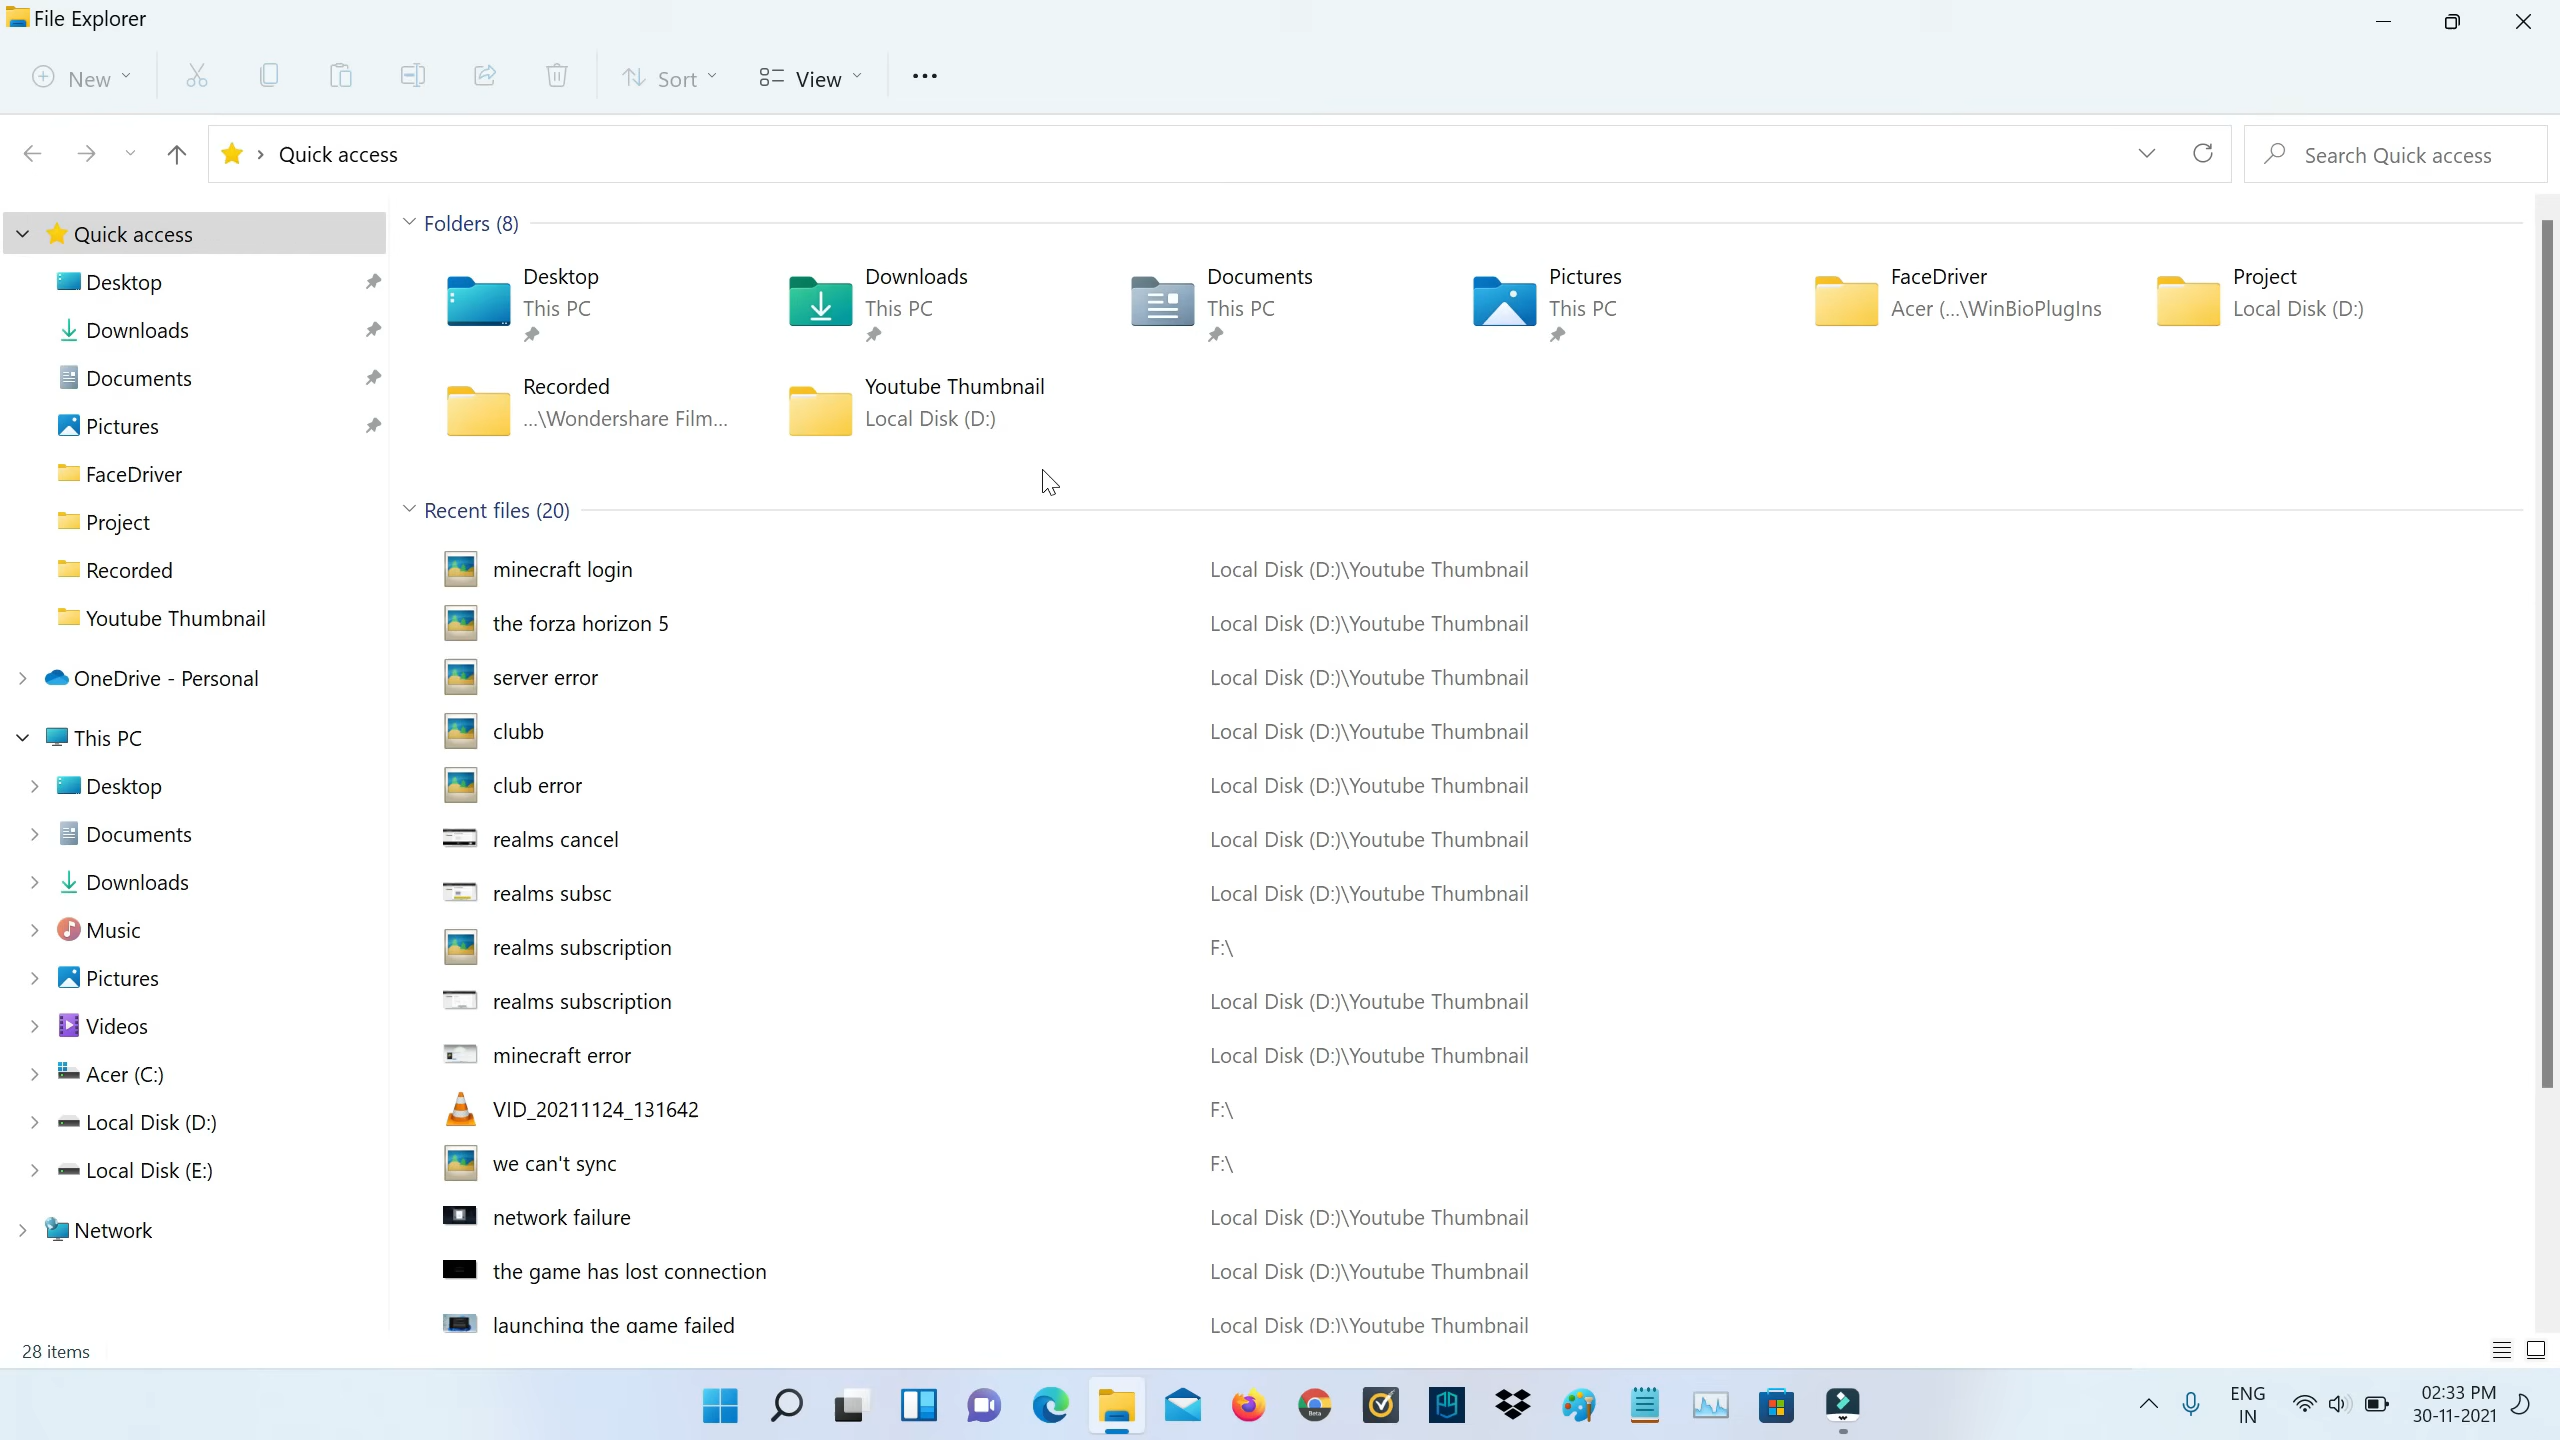 File Explorer
New
Sort
View
Quick access
Search Quick access
Quick access
Desktop
Downloads
Documents
Pictures
FaceDriver
Project
Recorded
Youtube Thumbnail
OneDrive - Personal
This PC
Desktop
Documents
Downloads
Music
Pictures
Videos
Acer (C:)
Local Disk (D:)
Local Disk (E:)
Network
Folders (8)
Desktop
This PC
Downloads
This PC
Documents
This PC
Pictures
This PC
FaceDriver
Acer (...\WinBioPlugIns
Project
Local Disk (D:)
Recorded
...\Wondershare Film...
Youtube Thumbnail
Local Disk (D:)
Recent files (20)
minecraft login Local Disk (D:)\Youtube Thumbnail
the forza horizon 5 Local Disk (D:)\Youtube Thumbnail
server error Local Disk (D:)\Youtube Thumbnail
clubb Local Disk (D:)\Youtube Thumbnail
club error Local Disk (D:)\Youtube Thumbnail
realms cancel Local Disk (D:)\Youtube Thumbnail
realms subsc Local Disk (D:)\Youtube Thumbnail
realms subscription F:\
realms subscription Local Disk (D:)\Youtube Thumbnail
minecraft error Local Disk (D:)\Youtube Thumbnail
VID_20211124_131642 F:\
we can't sync F:\
network failure Local Disk (D:)\Youtube Thumbnail
the game has lost connection Local Disk (D:)\Youtube Thumbnail
launching the game failed Local Disk (D:)\Youtube Thumbnail
28 items
Beta
ENG
IN
02:33 PM
30-11-2021